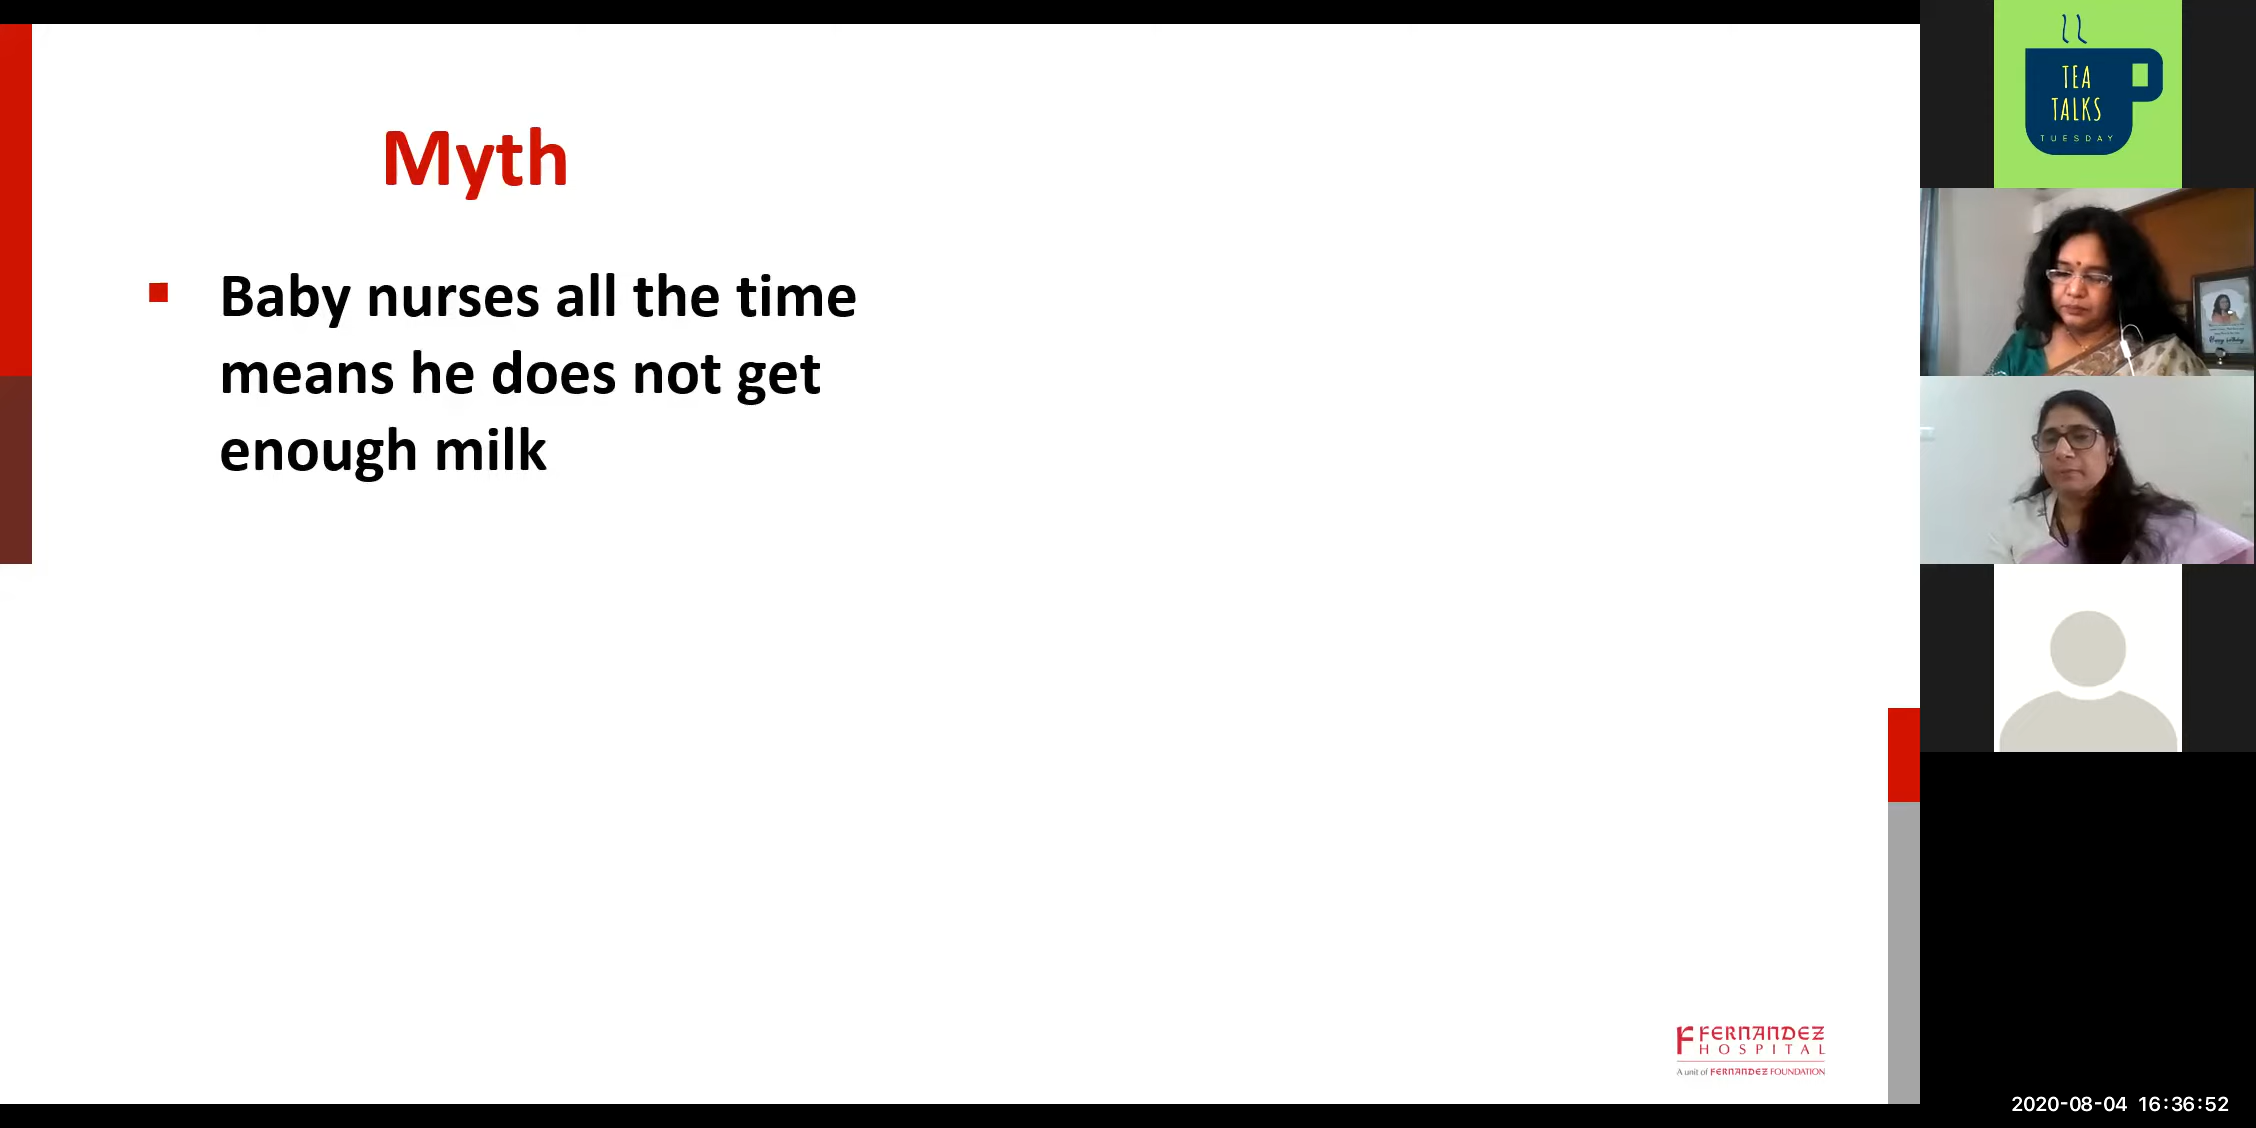 Myth
Baby nurses all the time
means he does not get
enough milk
FERNANDEZ
HOSPITAL
A unit of FERNANDEZ FOUNDATION
TEA
TALKS
TUESDAY
2020-08-04 16:36:52